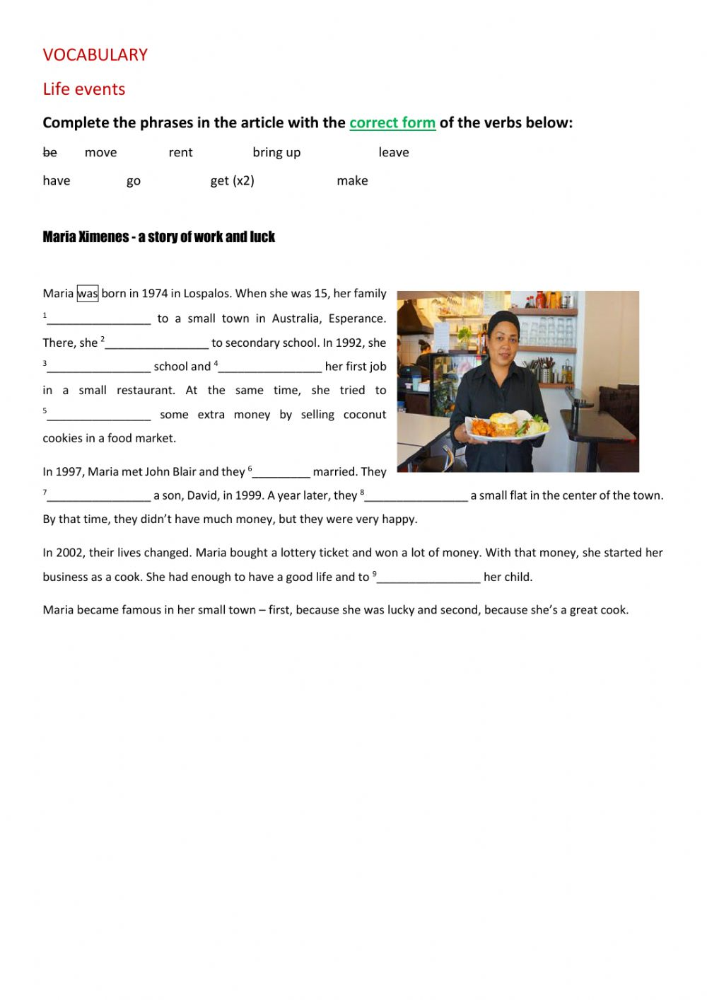 VOCABULARY
Life events
Complete the phrases in the article with the correct form of the verbs below:
be move rent bring up leave
have go get (x2) make
Maria Ximenes - a story of work and luck
Maria was born in 1974 in Lospalos. When she was 15, her family
1________________ to a small town in Australia, Esperance.
There, she 2________________ to secondary school. In 1992, she
3________________ school and 4________________ her first job
in a small restaurant. At the same time, she tried to
5________________ some extra money by selling coconut
cookies in a food market.
In 1997, Maria met John Blair and they 6_________ married. They
7________________ a son, David, in 1999. A year later, they 8________________ a small flat in the center of the town.
By that time, they didn’t have much money, but they were very happy.
In 2002, their lives changed. Maria bought a lottery ticket and won a lot of money. With that money, she started her
business as a cook. She had enough to have a good life and to 9________________ her child.
Maria became famous in her small town – first, because she was lucky and second, because she’s a great cook.